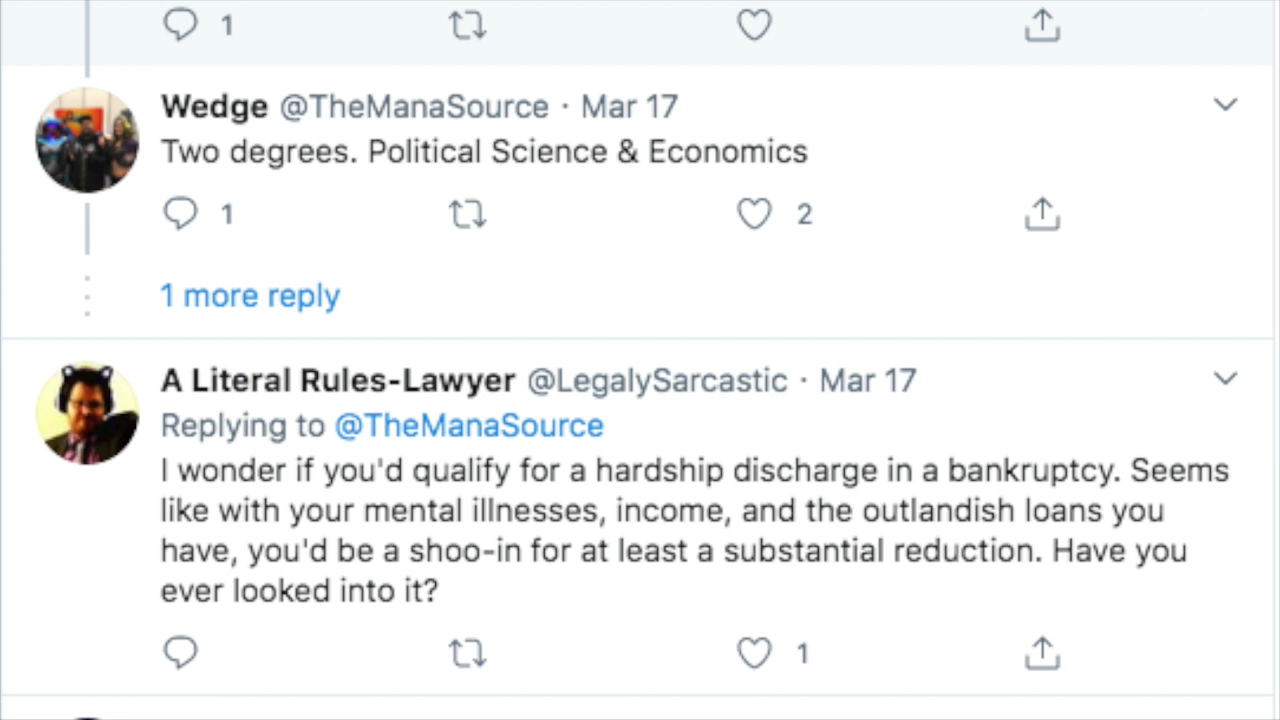 1
Wedge @TheManaSource · Mar 17
Two degrees. Political Science & Economics
1 2
1 more reply
A Literal Rules-Lawyer @LegalySarcastic · Mar 17
Replying to @TheManaSource
I wonder if you'd qualify for a hardship discharge in a bankruptcy. Seems
like with your mental illnesses, income, and the outlandish loans you
have, you'd be a shoo-in for at least a substantial reduction. Have you
ever looked into it?
1